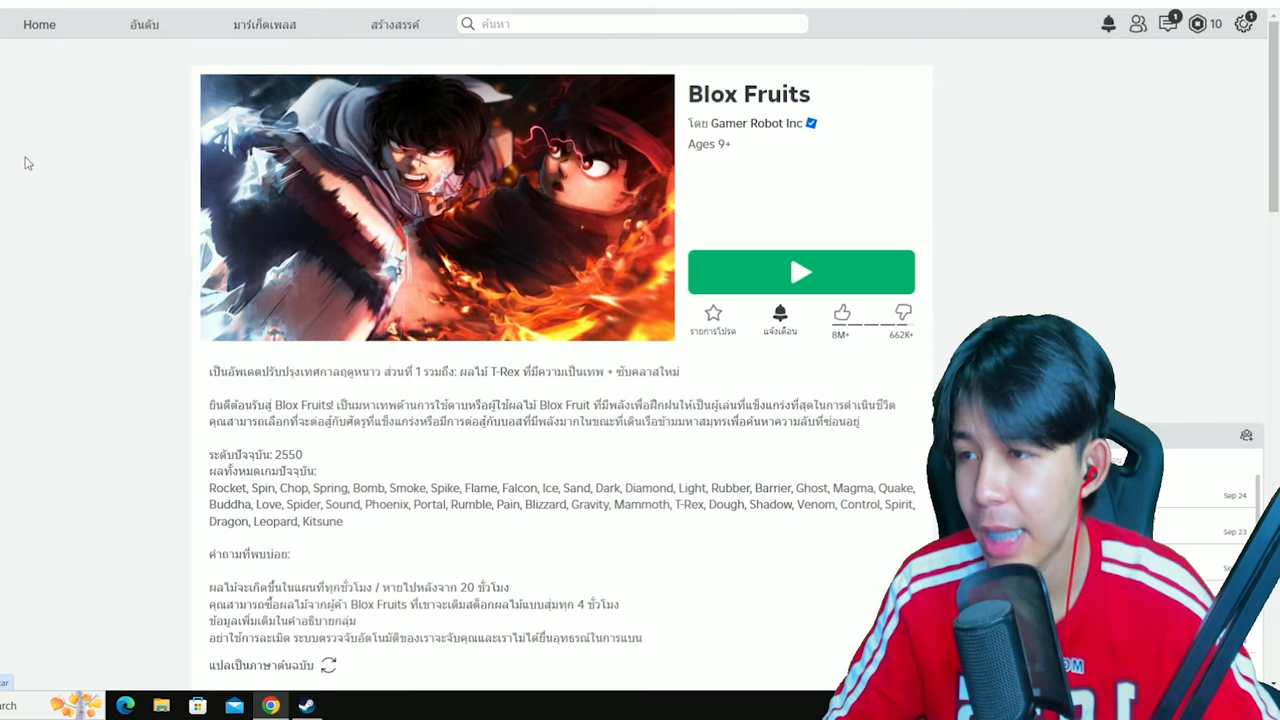 Home
อันดับ
มาร์เก็ตเพลส
สร้างสรรค์
ค้นหา
1
10
1
Blox Fruits
โดย Gamer Robot Inc
Ages 9+
รายการโปรด
แจ้งเตือน
8M+
662K+
เป็นอัพเดตปรับปรุงเทศกาลฤดูหนาว ส่วนที่ 1 รวมถึง: ผลไม้ T-Rex ที่มีความเป็นเทพ + ซับคลาสใหม่
ยินดีต้อนรับสู่ Blox Fruits! เป็นมหาเทพด้านการใช้ดาบหรือผู้ใช้ผลไม้ Blox Fruit ที่มีพลังเพื่อฝึกฝนให้เป็นผู้เล่นที่แข็งแกร่งที่สุดในการดำเนินชีวิต
คุณสามารถเลือกที่จะต่อสู้กับศัตรูที่แข็งแกร่งหรือมีการต่อสู้กับบอสที่มีพลังมากในขณะที่เดินเรือข้ามมหาสมุทรเพื่อค้นหาความลับที่ซ่อนอยู่
ระดับปัจจุบัน: 2550
ผลทั้งหมดเกมปัจจุบัน:
Rocket, Spin, Chop, Spring, Bomb, Smoke, Spike, Flame, Falcon, Ice, Sand, Dark, Diamond, Light, Rubber, Barrier, Ghost, Magma, Quake,
Buddha, Love, Spider, Sound, Phoenix, Portal, Rumble, Pain, Blizzard, Gravity, Mammoth, T-Rex, Dough, Shadow, Venom, Control, Spirit,
Dragon, Leopard, Kitsune
คำถามที่พบบ่อย:
ผลไม้จะเกิดขึ้นในแผนที่ทุกชั่วโมง / หายไปหลังจาก 20 ชั่วโมง
คุณสามารถซื้อผลไม้จากผู้ค้า Blox Fruits ที่เขาจะเติมสต็อกผลไม้แบบสุ่มทุก 4 ชั่วโมง
ข้อมูลเพิ่มเติมในคำอธิบายกลุ่ม
อย่าใช้การละเมิด ระบบตรวจจับอัตโนมัติของเราจะจับคุณและเราไม่ได้ยื่นอุทธรณ์ในการแบน
แปลเป็นภาษาต้นฉบับ
Sep 24
Sep 23